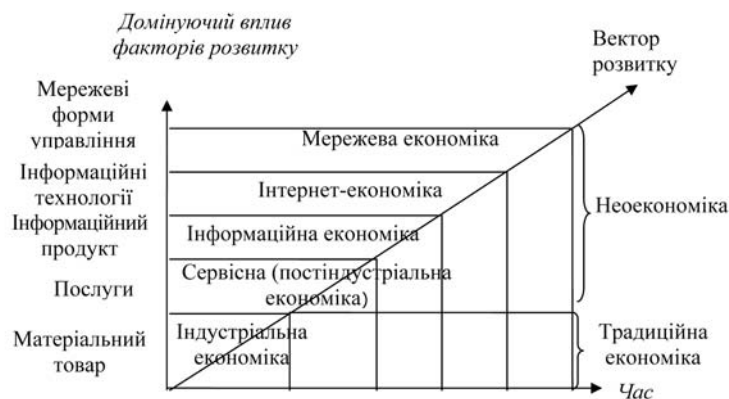 Домінуючий вплив
факторів розвитку
Вектор
розвитку
Мережеві
форми
управління
Мережева економіка
Інформаційні
технології
Інтернет-економіка
Неоекономіка
Інформаційний
продукт
Інформаційна економіка
Послуги
Сервісна (постіндустріальна
економіка)
Матеріальний
товар
Індустріальна
економіка
Традиційна
економіка
Час